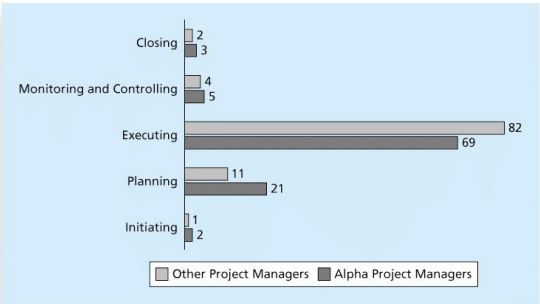 Closing
2
3
Monitoring and Controlling
4
5
Executing
82
69
Planning
11
21
Initiating
1
2
Other Project Managers
Alpha Project Managers